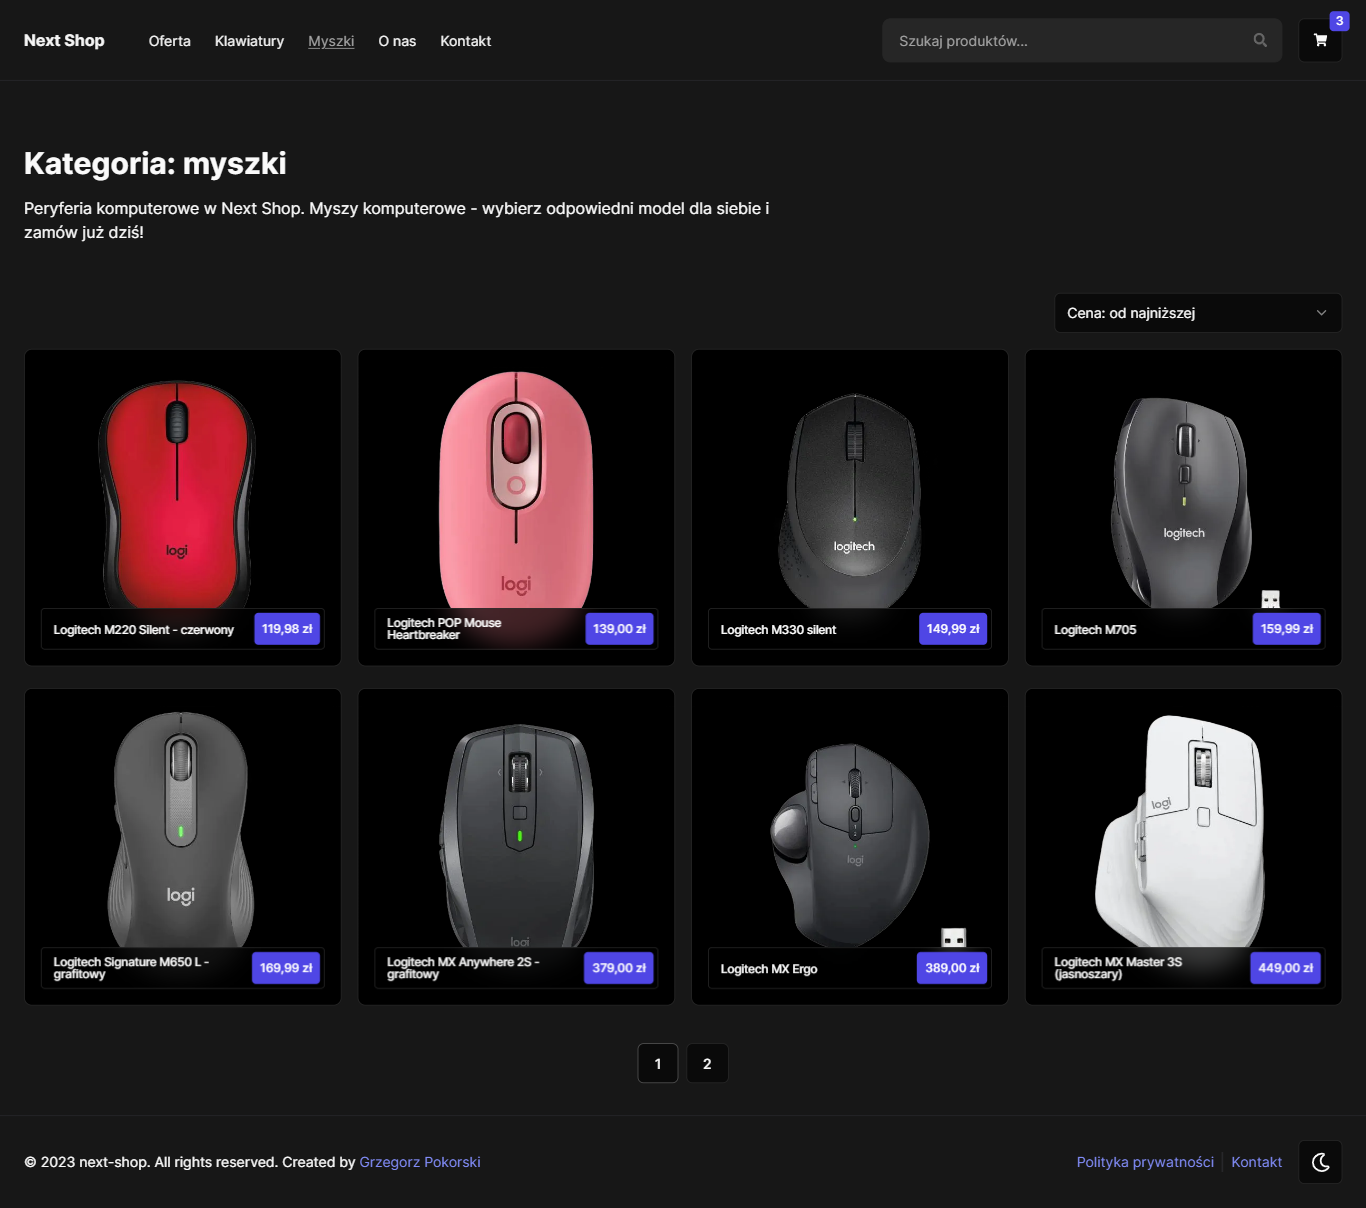 Next Shop
Oferta
Klawiatury
Myszki
O nas
Kontakt
Szukaj produktów...
3
Kategoria: myszki
Peryferia komputerowe w Next Shop. Myszy komputerowe - wybierz odpowiedni model dla siebie i
zamów już dziś!
Cena: od najniższej
logi
Logitech M220 Silent - czerwony
119,98 zł
logi
Logitech POP Mouse
Heartbreaker
139,00 zł
logitech
Logitech M330 silent
149,99 zł
logitech
Logitech M705
159,99 zł
logi
Logitech Signature M650 L -
grafitowy
169,99 zł
logi
Logitech MX Anywhere 2S -
grafitowy
379,00 zł
logi
Logitech MX Ergo
389,00 zł
logi
Logitech MX Master 3S
(jasnoszary)
449,00 zł
1
2
© 2023 next-shop. All rights reserved. Created by Grzegorz Pokorski
Polityka prywatności
Kontakt